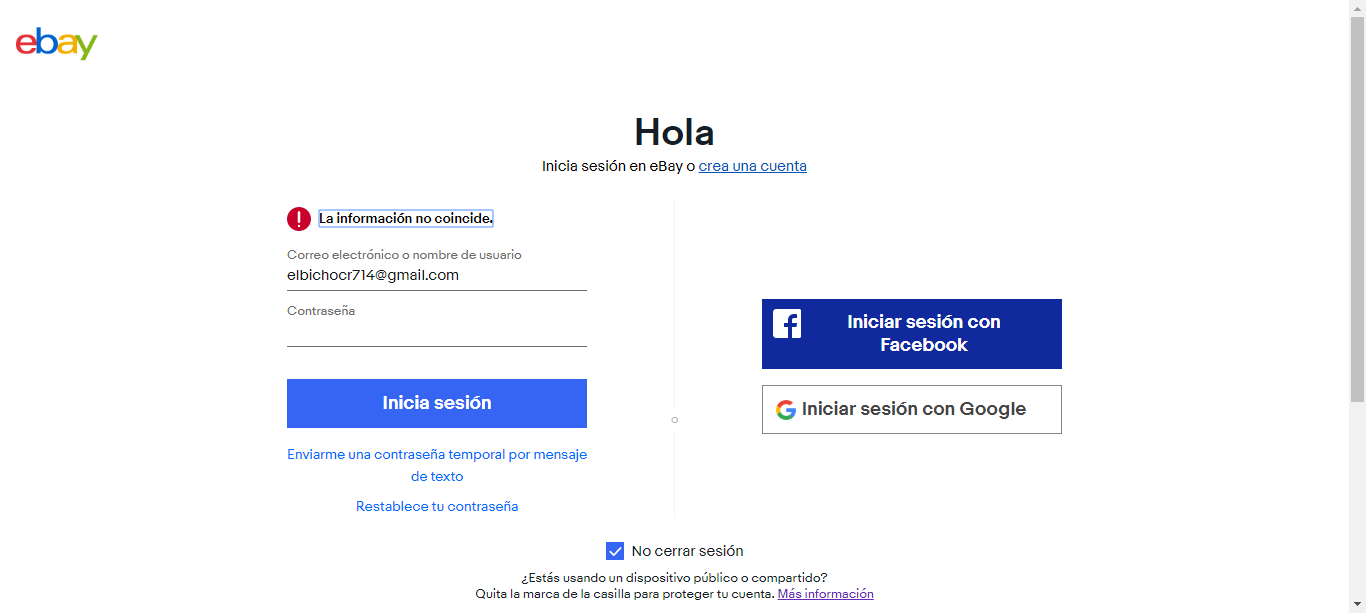 ebay
Hola
Inicia sesión en eBay o crea una cuenta
La información no coincide.
Correo electrónico o nombre de usuario
elbichocr714@gmail.com
Contraseña
Inicia sesión
Enviarme una contraseña temporal por mensaje
de texto
Restablece tu contraseña
Iniciar sesión con
Facebook
Iniciar sesión con Google
No cerrar sesión
¿Estás usando un dispositivo público o compartido?
Quita la marca de la casilla para proteger tu cuenta. Más información